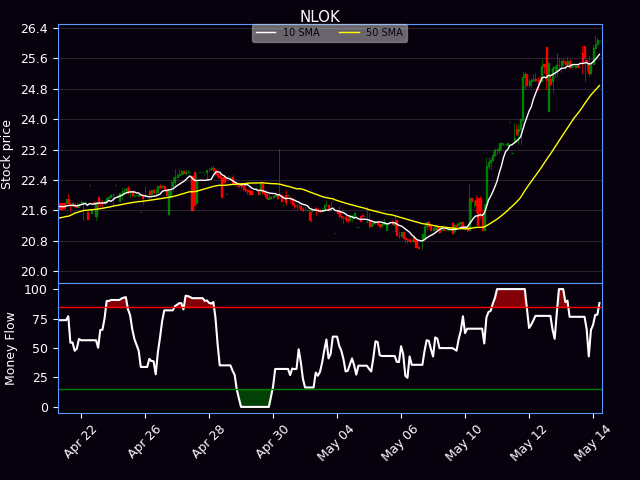 NLOK
10 SMA
50 SMA
Stock price
26.4
25.6
24.8
24.0
23.2
22.4
21.6
20.8
20.0
Money Flow
100
75
50
25
0
Apr 22
Apr 26
Apr 28
Apr 30
May 04
May 06
May 10
May 12
May 14